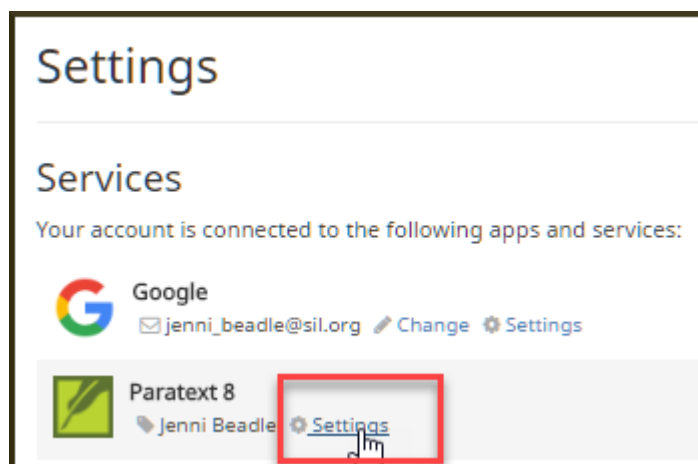 Settings
Services
Your account is connected to the following apps and services:
Google
jenni_beadle@sil.org Change Settings
Paratext 8
Jenni Beadle Settings